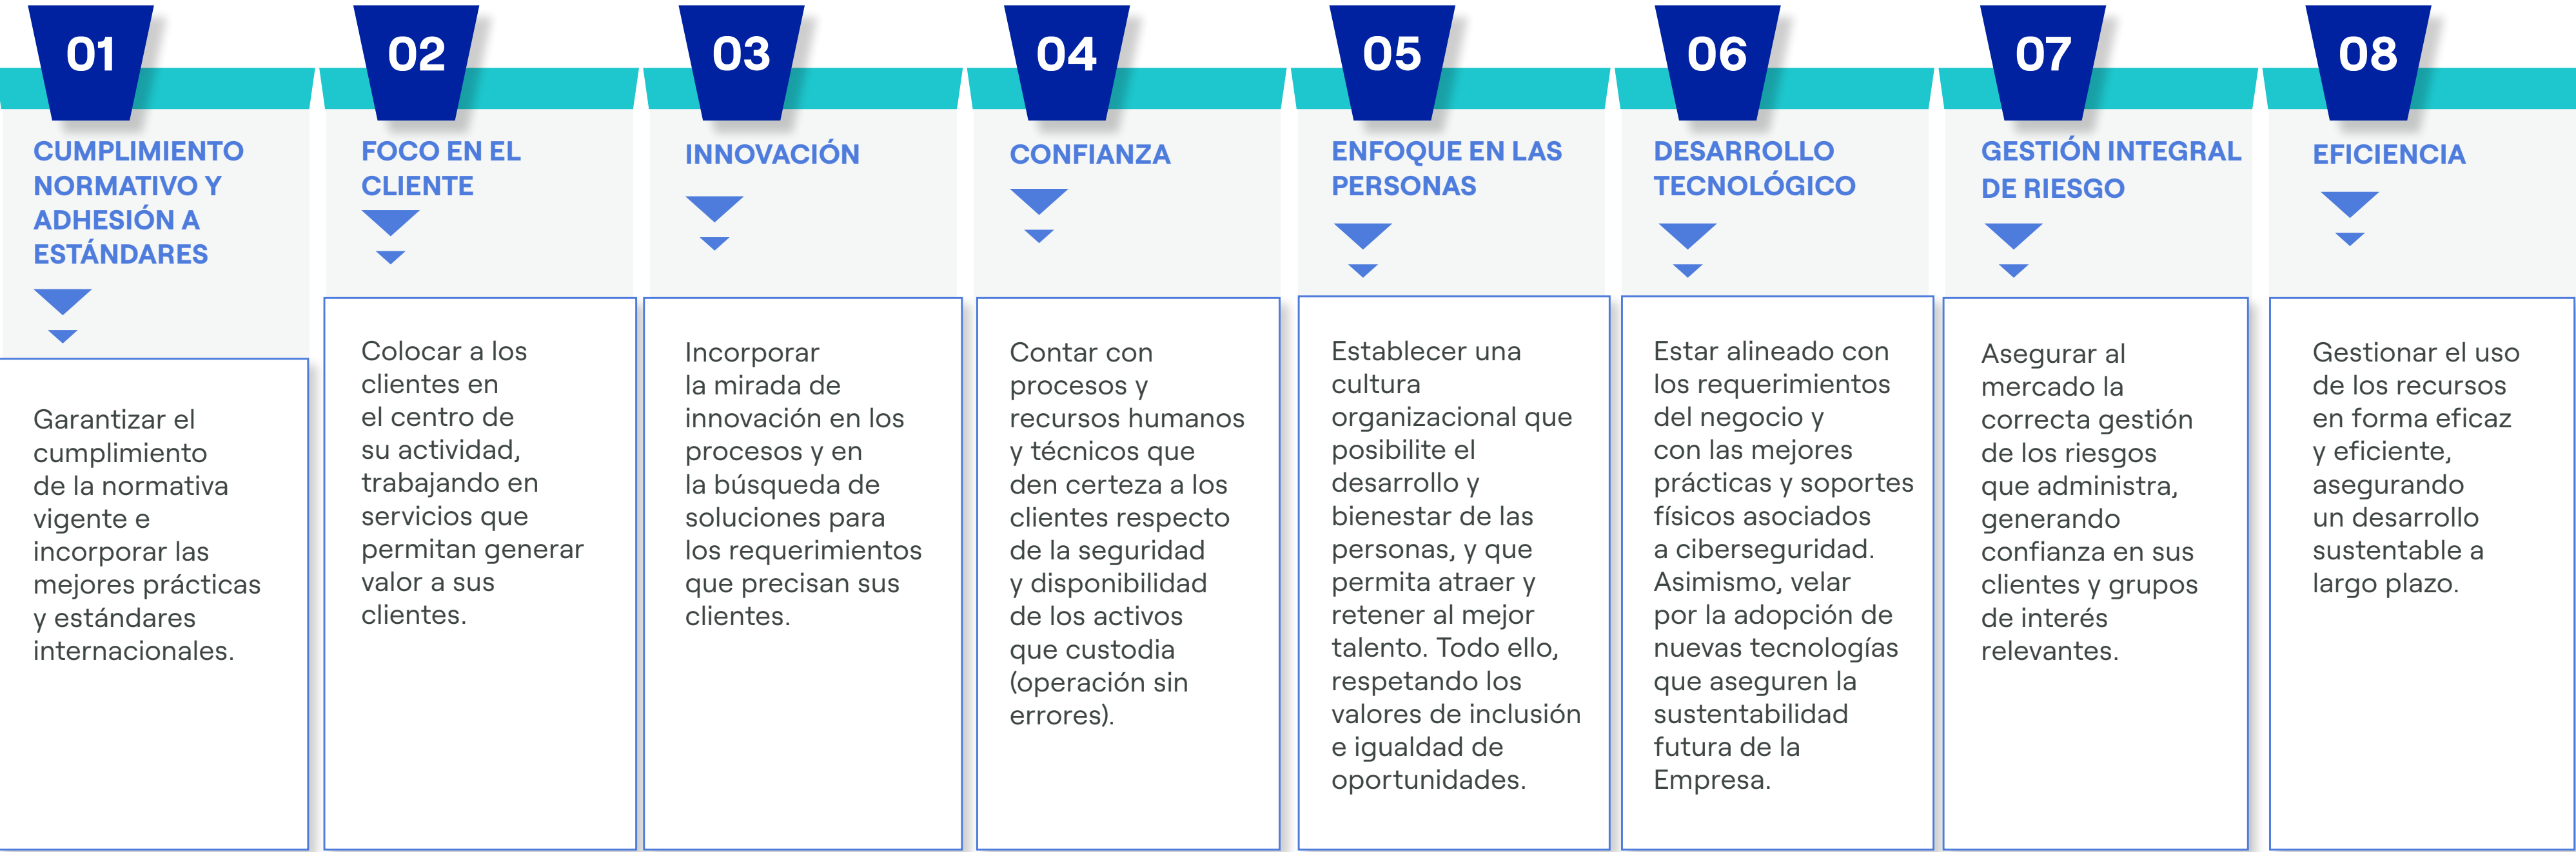 01
CUMPLIMIENTO
NORMATIVO Y
ADHESIÓN A
ESTÁNDARES
Garantizar el
cumplimiento
de la normativa
vigente e
incorporar las
mejores prácticas
y estándares
internacionales.
02
FOCO EN EL
CLIENTE
Colocar a los
clientes en
el centro de
su actividad,
trabajando en
servicios que
permitan generar
valor a sus
clientes.
03
INNOVACIÓN
Incorporar
la mirada de
innovación en los
procesos y en
la búsqueda de
soluciones para
los requerimientos
que precisan sus
clientes.
04
CONFIANZA
Contar con
procesos y
recursos humanos
y técnicos que
den certeza a los
clientes respecto
de la seguridad
y disponibilidad
de los activos
que custodia
(operación sin
errores).
05
ENFOQUE EN LAS
PERSONAS
Establecer una
cultura
organizacional que
posibilite el
desarrollo y
bienestar de las
personas, y que
permita atraer y
retener al mejor
talento. Todo ello,
respetando los
valores de inclusión
e igualdad de
oportunidades.
06
DESARROLLO
TECNOLÓGICO
Estar alineado con
los requerimientos
del negocio y
con las mejores
prácticas y soportes
físicos asociados
a ciberseguridad.
Asimismo, velar
por la adopción de
nuevas tecnologías
que aseguren la
sustentabilidad
futura de la
Empresa.
07
GESTIÓN INTEGRAL
DE RIESGO
Asegurar al
mercado la
correcta gestión
de los riesgos
que administra,
generando
confianza en sus
clientes y grupos
de interés
relevantes.
08
EFICIENCIA
Gestionar el uso
de los recursos
en forma eficaz
y eficiente,
asegurando
un desarrollo
sustentable a
largo plazo.